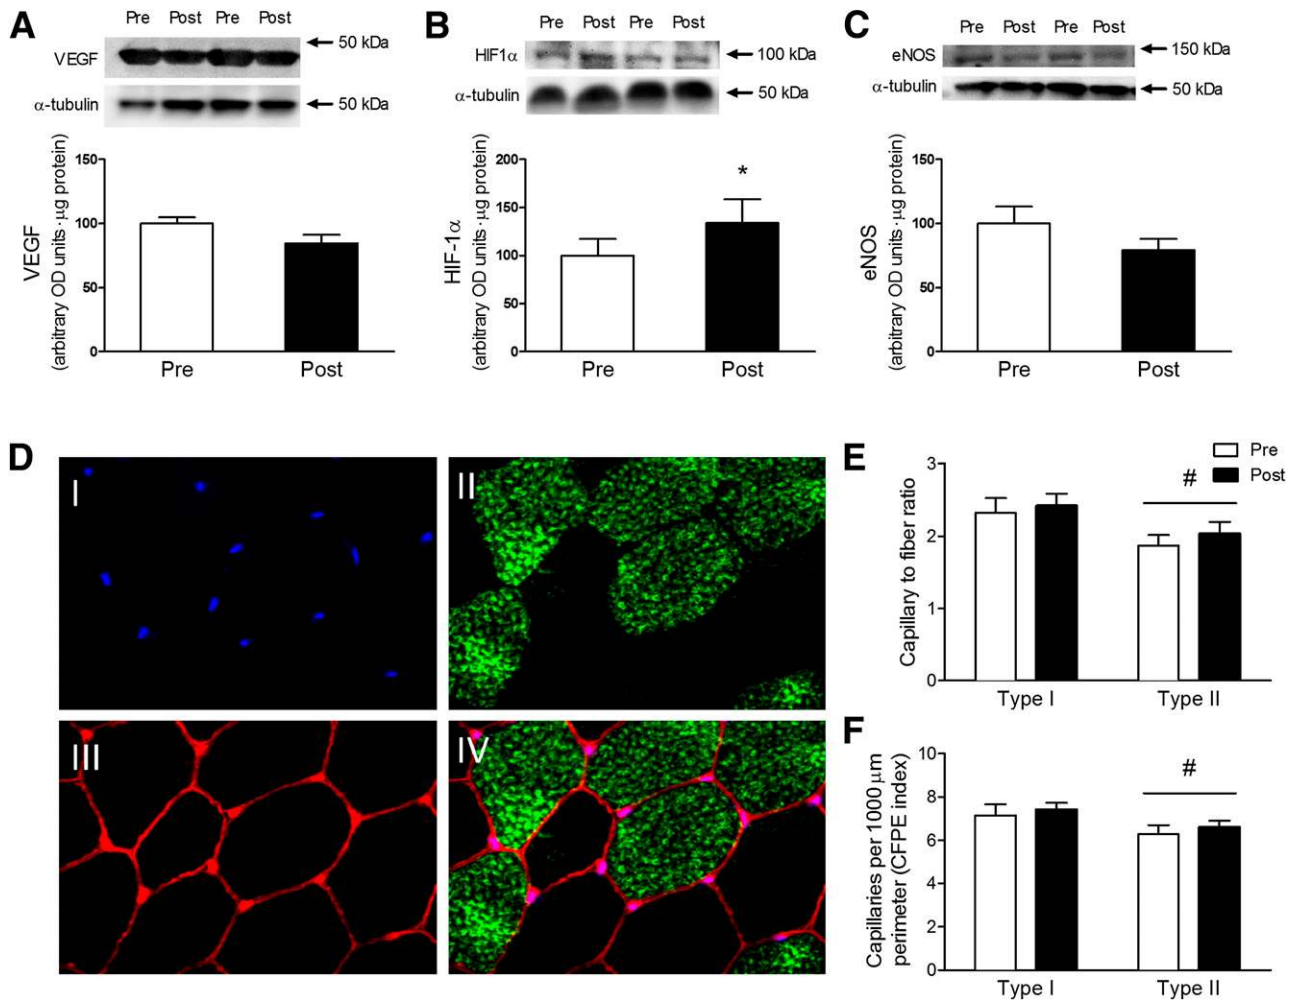 A
Pre Post Pre Post
VEGF
50 kDa
α-tubulin
50 kDa
VEGF
(arbitrary OD units·µg protein)
150
100
50
0
Pre
Post
B
Pre Post Pre Post
HIF1α
100 kDa
α-tubulin
50 kDa
HIF-1α
(arbitrary OD units·µg protein)
200
150
100
50
0
*
Pre
Post
C
Pre Post Pre Post
eNOS
150 kDa
α-tubulin
50 kDa
eNOS
(arbitrary OD units·µg protein)
150
100
50
0
Pre
Post
D
I
II
III
IV
E
Pre
Post
Capillary to fiber ratio
3
2
1
0
#
Type I
Type II
F
Capillaries per 1000 µm
perimeter (CFPE index)
10
8
6
4
2
0
#
Type I
Type II